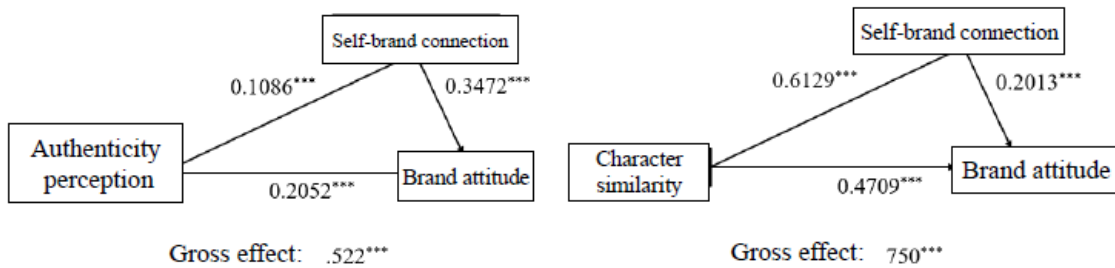 Self-brand connection
0.1086***
0.3472***
Authenticity
perception
Brand attitude
0.2052***
Gross effect: .522***
Self-brand connection
0.6129***
0.2013***
Character
similarity
Brand attitude
0.4709***
Gross effect: 750***